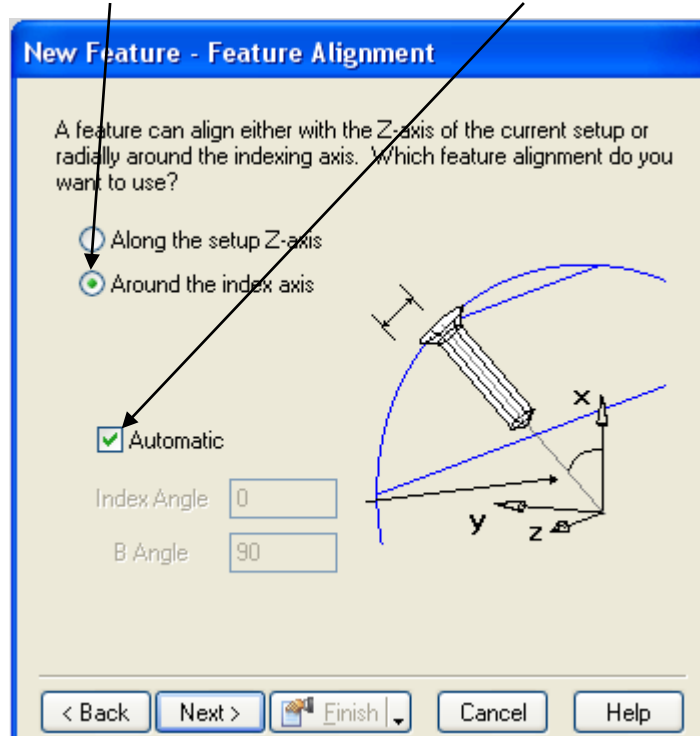 New Feature - Feature Alignment
A feature can align either with the Z-axis of the current setup or
radially around the indexing axis.  Which feature alignment do you
want to use?
Along the setup Z-axis
Around the index axis
x
Automatic
Index Angle 0
y
z
B Angle 90
< Back Next > Finish Cancel Help